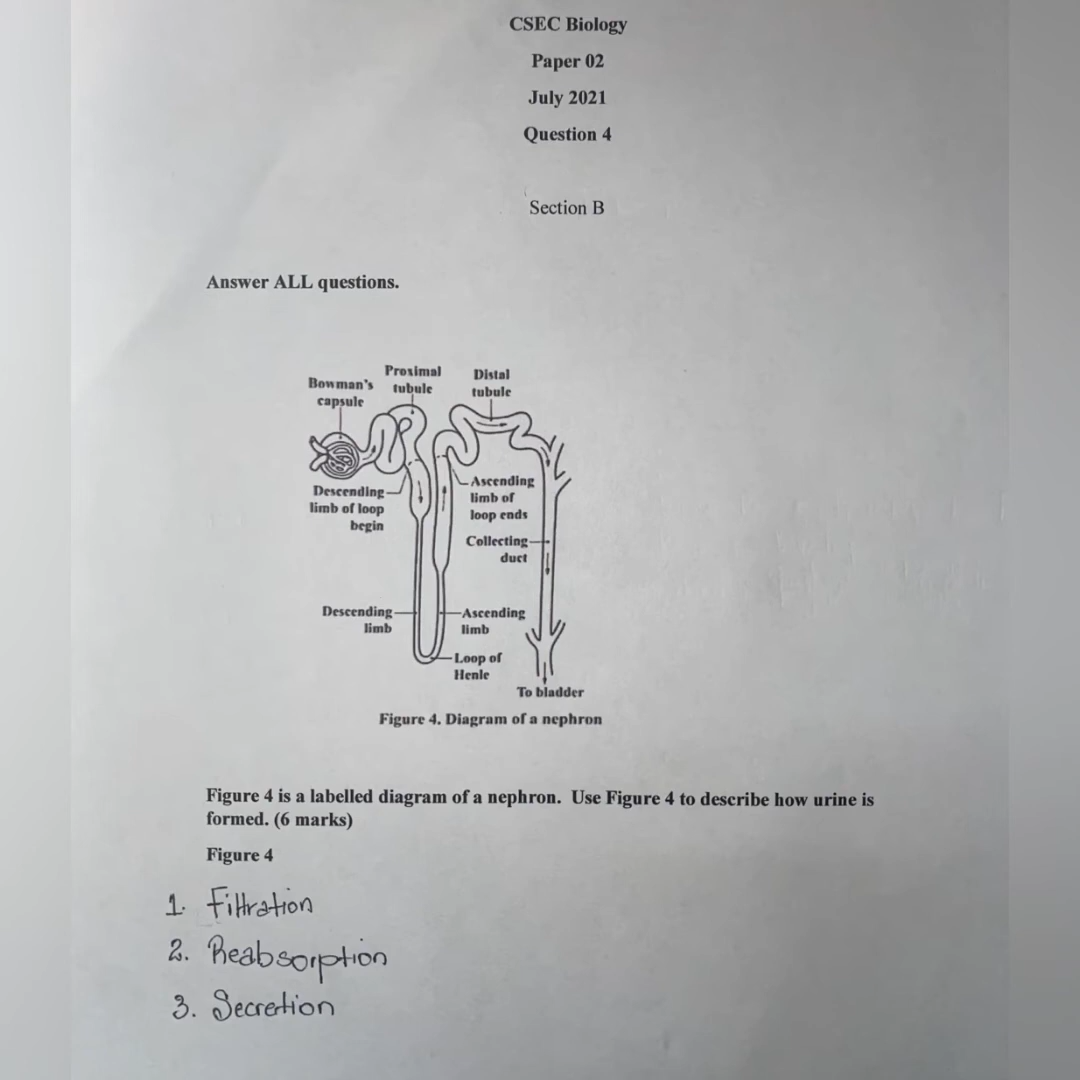 CSEC Biology
Paper 02
July 2021
Question 4
Section B
Answer ALL questions.
Bowman's
capsule
Proximal
tubule
Distal
tubule
Descending
limb of loop
begin
Ascending
limb of
loop ends
Collecting
duct
Descending
limb
Ascending
limb
Loop of
Henle
To bladder
Figure 4. Diagram of a nephron
Figure 4 is a labelled diagram of a nephron. Use Figure 4 to describe how urine is
formed. (6 marks)
Figure 4
1. Filtration
2. Reabsorption
3. Secretion